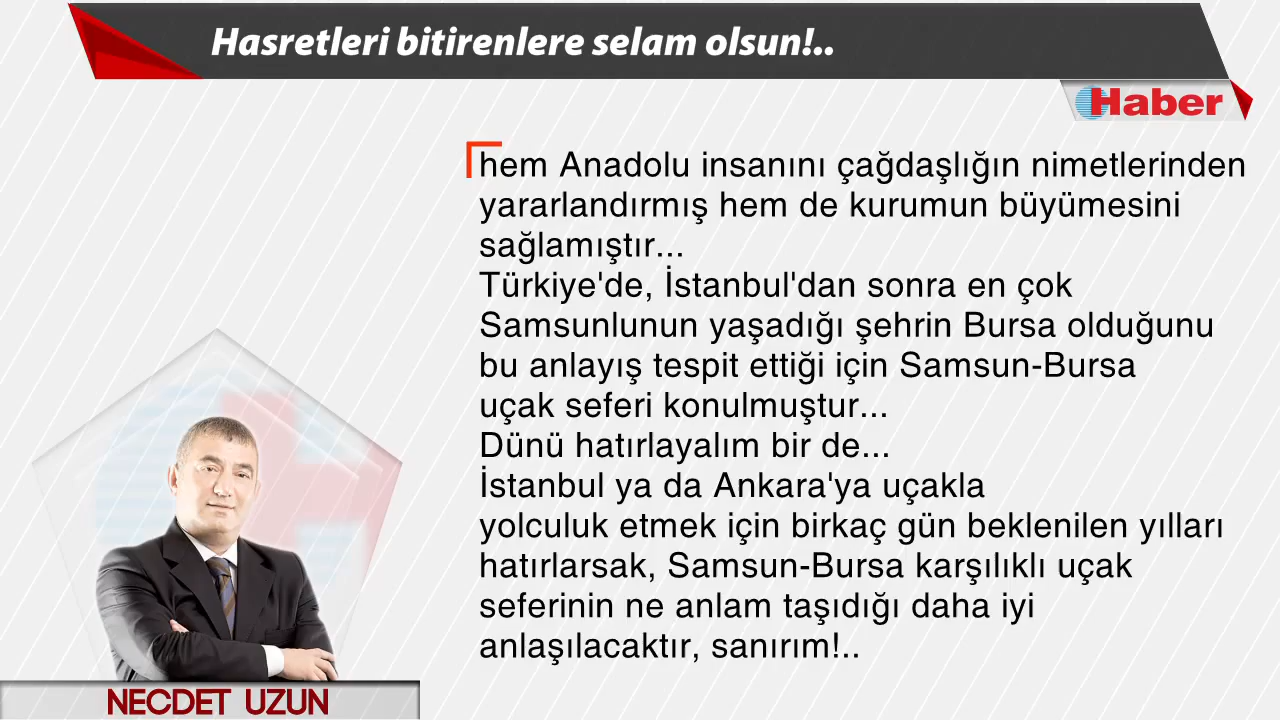 Hasretleri bitirenlere selam olsun!..
Haber
hem Anadolu insanını çağdaşlığın nimetlerinden
yararlandırmış hem de kurumun büyümesini
sağlamıştır...
Türkiye'de, İstanbul'dan sonra en çok
Samsunlunun yaşadığı şehrin Bursa olduğunu
bu anlayış tespit ettiği için Samsun-Bursa
uçak seferi konulmuştur...
Dünü hatırlayalım bir de...
İstanbul ya da Ankara'ya uçakla
yolculuk etmek için birkaç gün beklenilen yılları
hatırlarsak, Samsun-Bursa karşılıklı uçak
seferinin ne anlam taşıdığı daha iyi
anlaşılacaktır, sanırım!..
NECDET UZUN